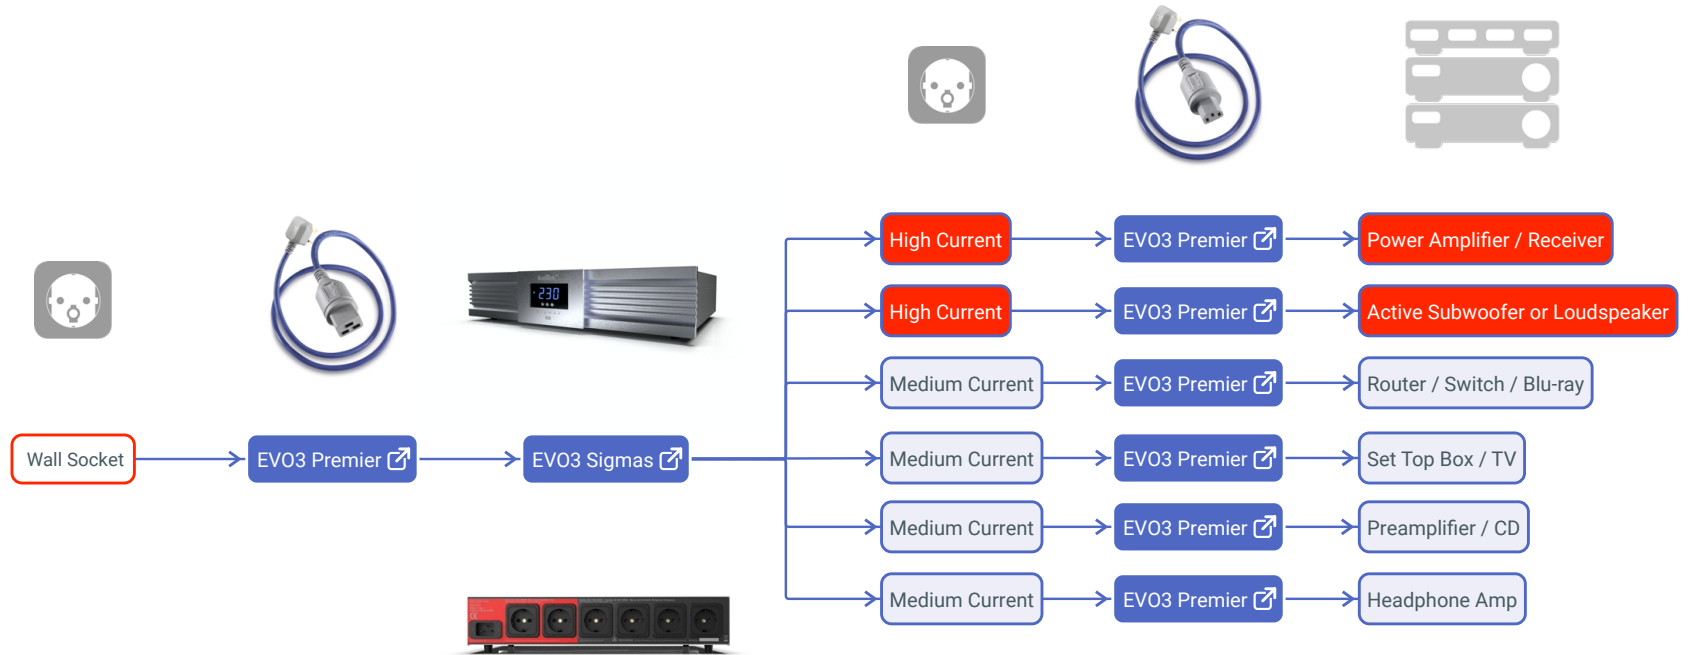 230
High Current
EVO3 Premier
Power Amplifier / Receiver
High Current
EVO3 Premier
Active Subwoofer or Loudspeaker
Medium Current
EVO3 Premier
Router / Switch / Blu-ray
Wall Socket
EVO3 Premier
EVO3 Sigmas
Medium Current
EVO3 Premier
Set Top Box / TV
Medium Current
EVO3 Premier
Preamplifier / CD
Medium Current
EVO3 Premier
Headphone Amp